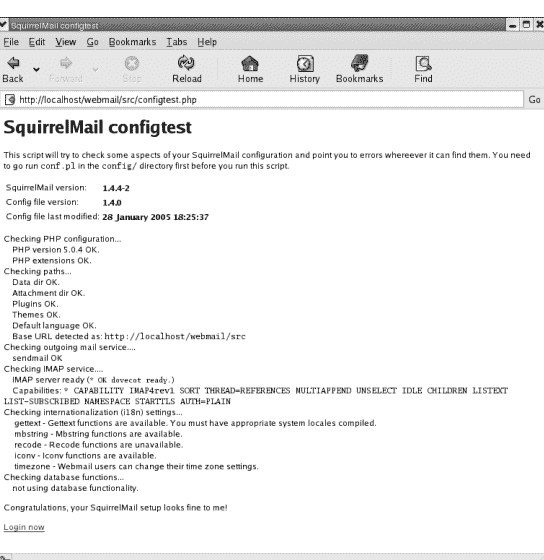 SquirrelMail configtest
File Edit View Go Bookmarks Tabs Help
Back Forward Stop Reload Home History Bookmarks Find
http://localhost/webmail/src/configtest.php Go
SquirrelMail configtest
This script will try to check some aspects of your SquirrelMail configuration and point you to errors whereever it can find them. You need
to go run conf.pl in the config/ directory first before you run this script.
SquirrelMail version: 1.4.4-2
Config file version: 1.4.0
Config file last modified: 28 January 2005 18:25:37
Checking PHP configuration...
PHP version 5.0.4 OK.
PHP extensions OK.
Checking paths...
Data dir OK.
Attachment dir OK.
Plugins OK.
Themes OK.
Default language OK.
Base URL detected as: http://localhost/webmail/src
Checking outgoing mail service....
sendmail OK
Checking IMAP service....
IMAP server ready (* OK dovecot ready.)
Capabilities: * CAPABILITY IMAP4rev1 SORT THREAD=REFERENCES MULTIAPPEND UNSELECT IDLE CHILDREN LISTEXT
LIST-SUBSCRIBED NAMESPACE STARTTLS AUTH=PLAIN
Checking internationalization (i18n) settings...
gettext - Gettext functions are available. You must have appropriate system locales compiled.
mbstring - Mbstring functions are available.
recode - Recode functions are unavailable.
iconv - Iconv functions are available.
timezone - Webmail users can change their time zone settings.
Checking database functions...
not using database functionality.
Congratulations, your SquirrelMail setup looks fine to me!
Login now